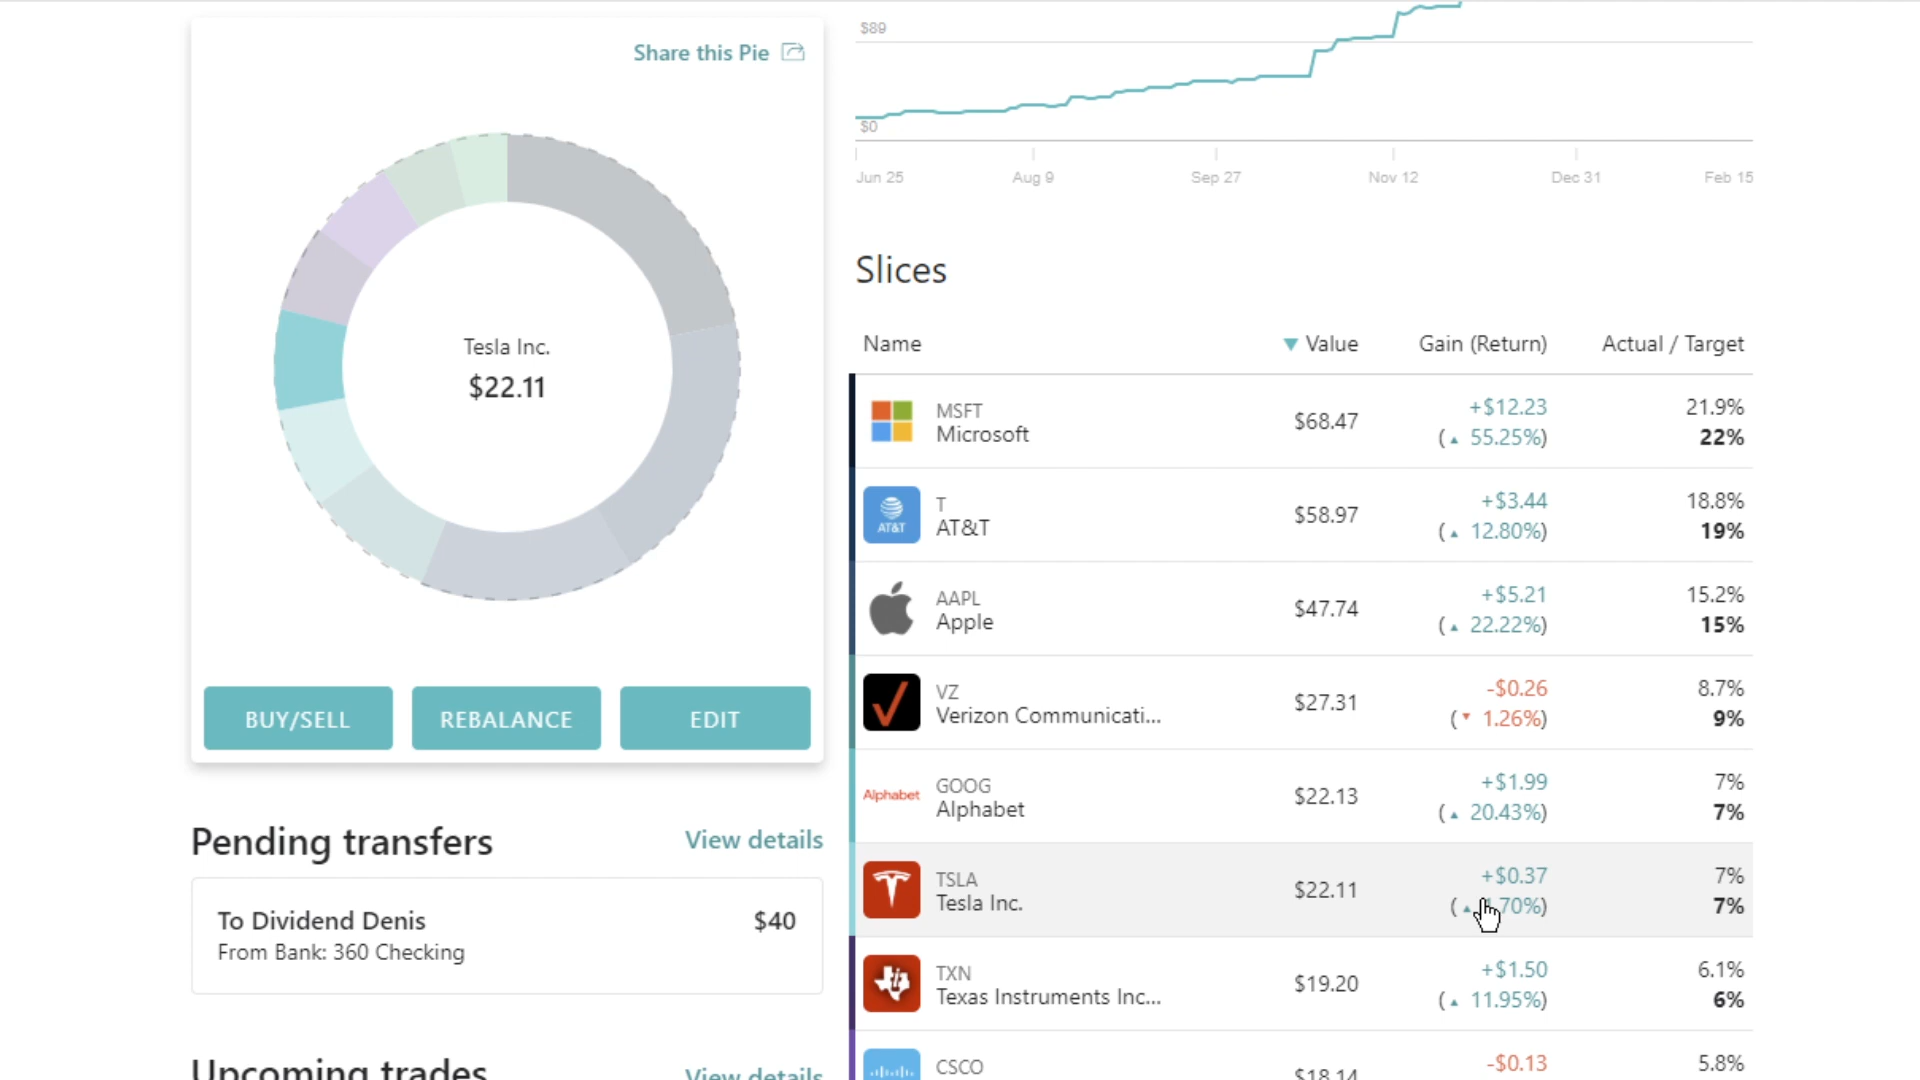 Share this Pie
Tesla Inc.
$22.11
BUY/SELL
REBALANCE
EDIT
Pending transfers
View details
To Dividend Denis
$40
From Bank: 360 Checking
Upcoming trades
View details
$89
$0
Jun 25
Aug 9
Sep 27
Nov 12
Dec 31
Feb 15
Slices
Name
▼ Value
Gain (Return)
Actual / Target
MSFT
Microsoft
$68.47
+$12.23
(▲ 55.25%)
21.9%
22%
AT&T
T
AT&T
$58.97
+$3.44
(▲ 12.80%)
18.8%
19%
AAPL
Apple
$47.74
+$5.21
(▲ 22.22%)
15.2%
15%
VZ
Verizon Communicati...
$27.31
-$0.26
(▼ 1.26%)
8.7%
9%
Alphabet
GOOG
Alphabet
$22.13
+$1.99
(▲ 20.43%)
7%
7%
TSLA
Tesla Inc.
$22.11
+$0.37
7%
7%
TXN
Texas Instruments Inc...
$19.20
+$1.50
(▲ 11.95%)
6.1%
6%
CSCO
$18.14
-$0.13
5.8%